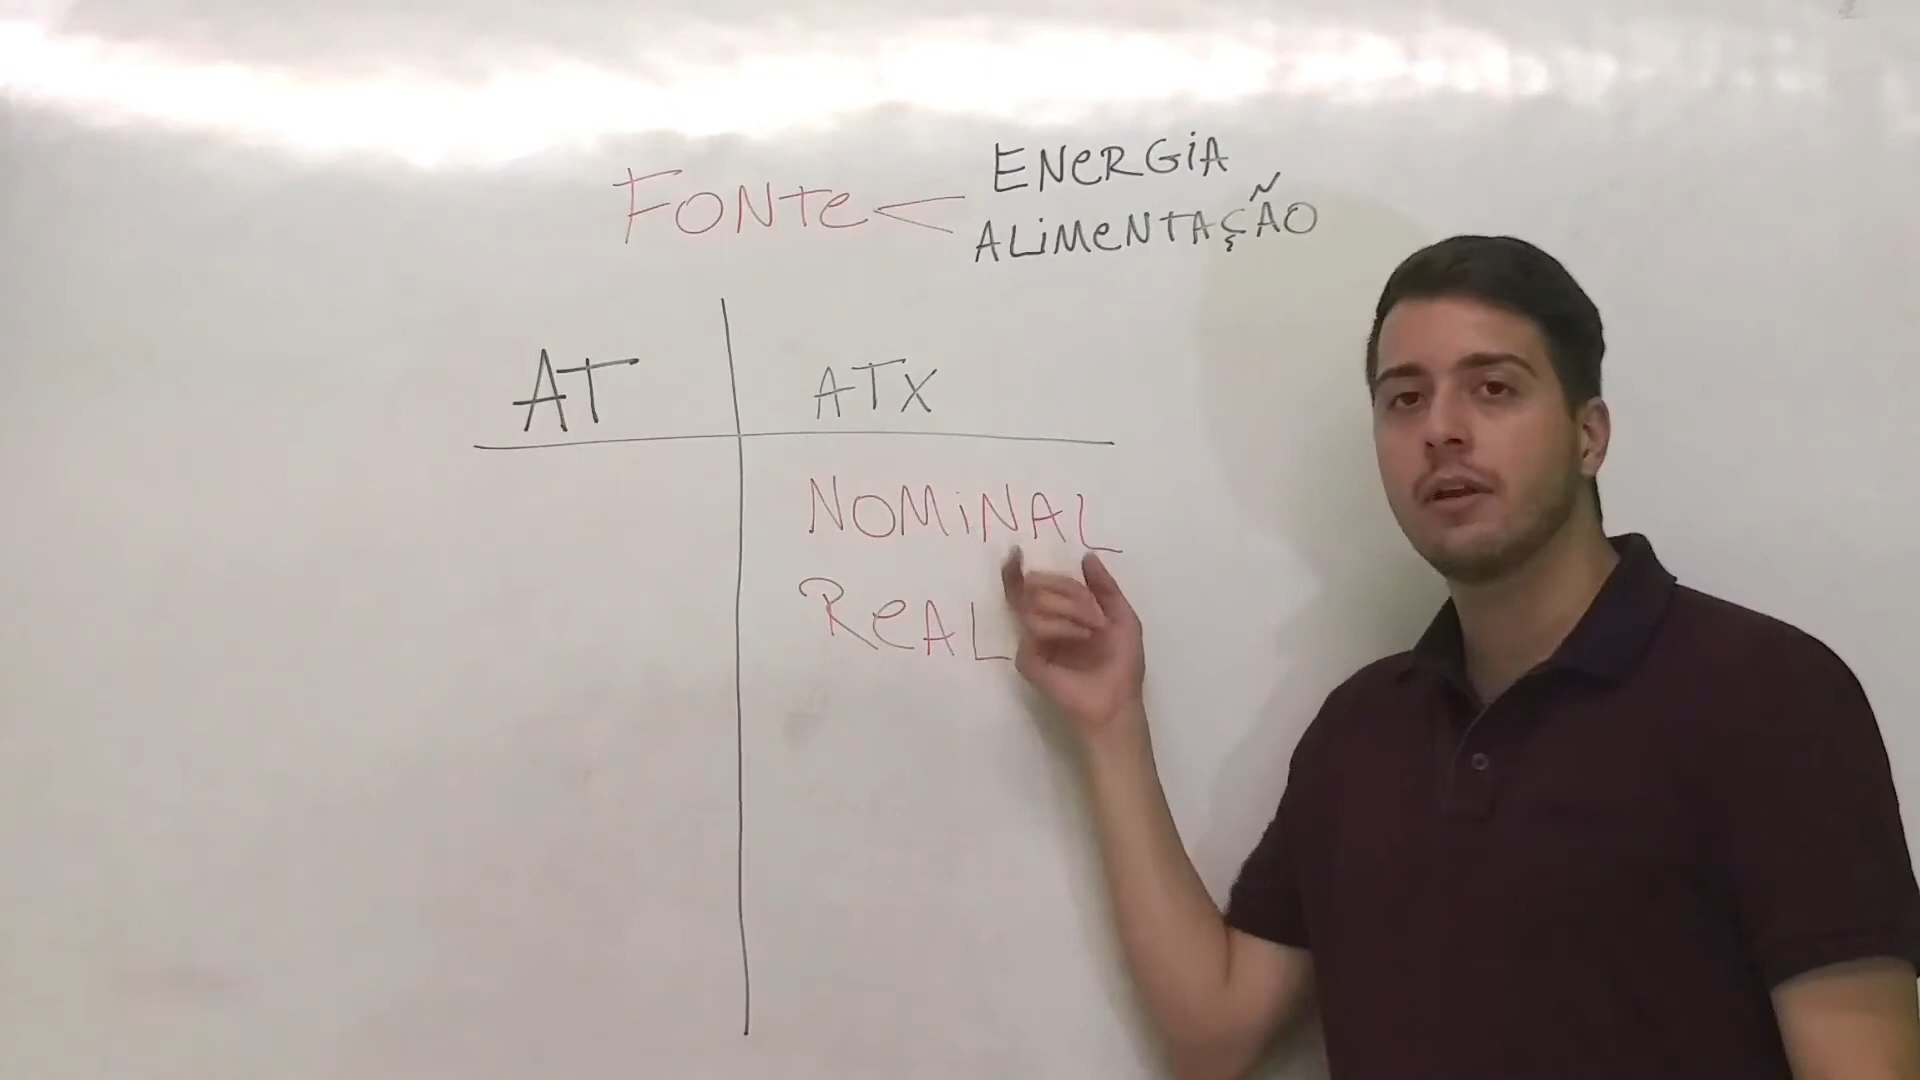 FONTE < ENERGIA
ALIMENTAÇÃO
AT
ATX
NOMINAL
REAL